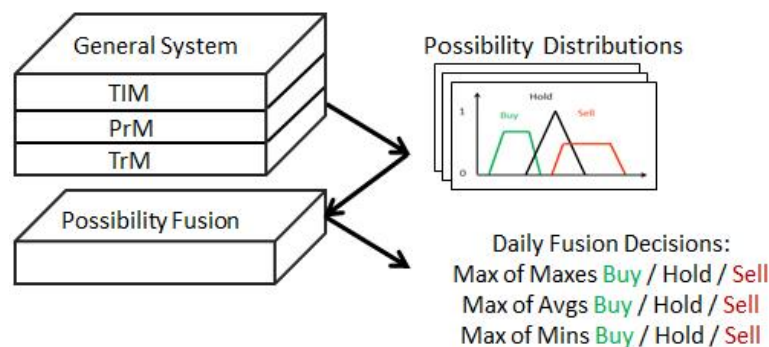 General System
TIM
PrM
TrM
Possibility Fusion
Possibility Distributions
Hold
1
Buy
Sell
0
Daily Fusion Decisions:
Max of Maxes Buy / Hold / Sell
Max of Avgs Buy / Hold / Sell
Max of Mins Buy / Hold / Sell